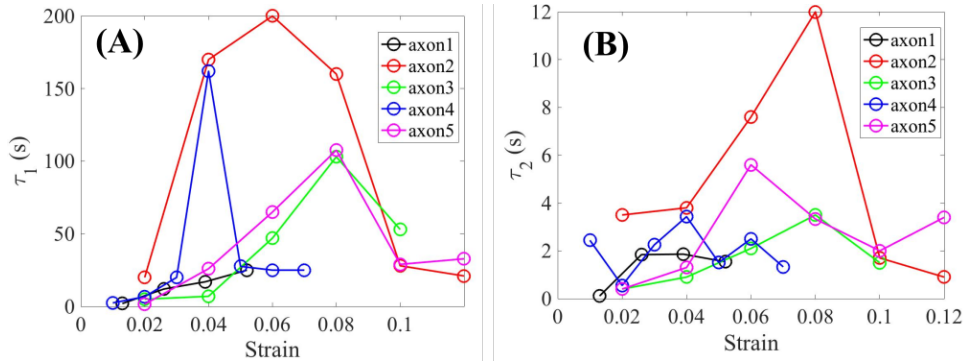 (A)
axon1
axon2
axon3
axon4
axon5
200
150
100
50
0
τ1 (s)
0 0.02 0.04 0.06 0.08 0.1
Strain
(B)
axon1
axon2
axon3
axon4
axon5
12
10
8
6
4
2
0
τ2 (s)
0 0.02 0.04 0.06 0.08 0.1 0.12
Strain